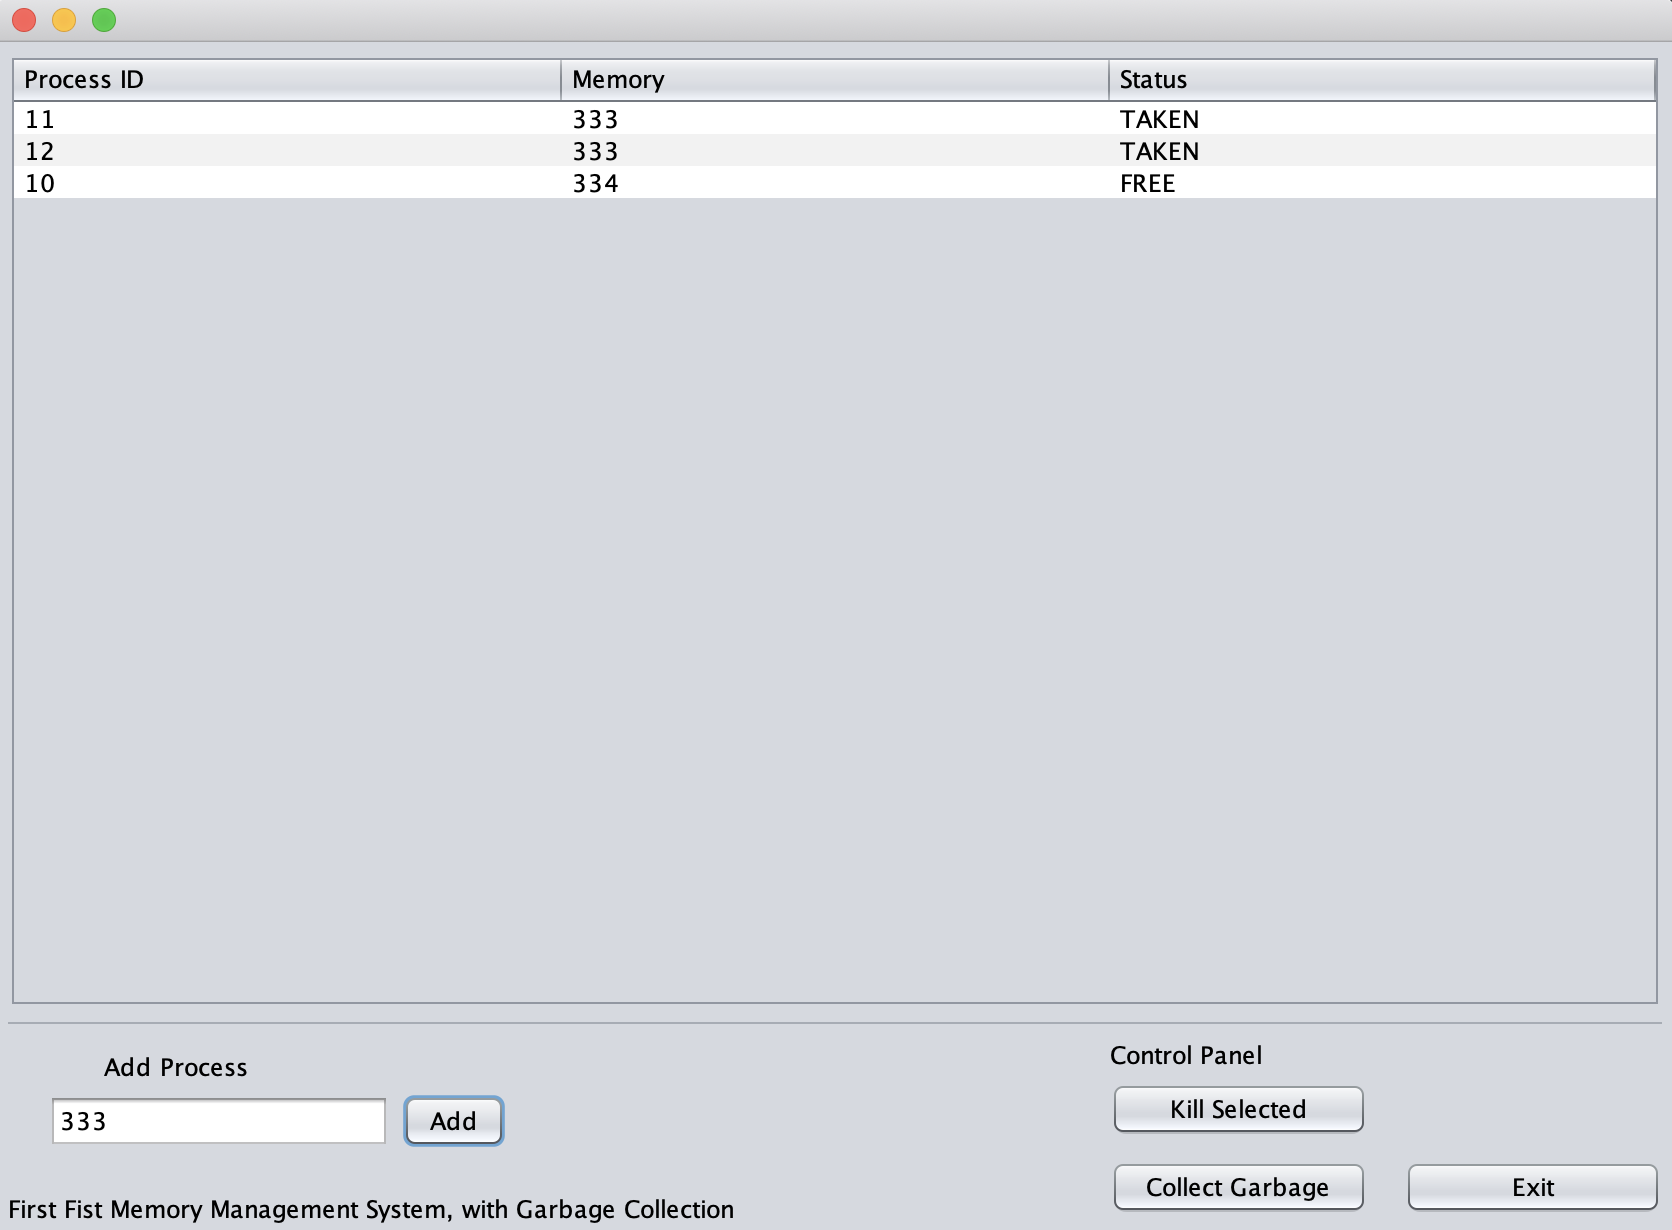 Process ID Memory Status
11 333 TAKEN
12 333 TAKEN
10 334 FREE
Add Process
333 Add
Control Panel
Kill Selected
Collect Garbage Exit
First Fist Memory Management System, with Garbage Collection